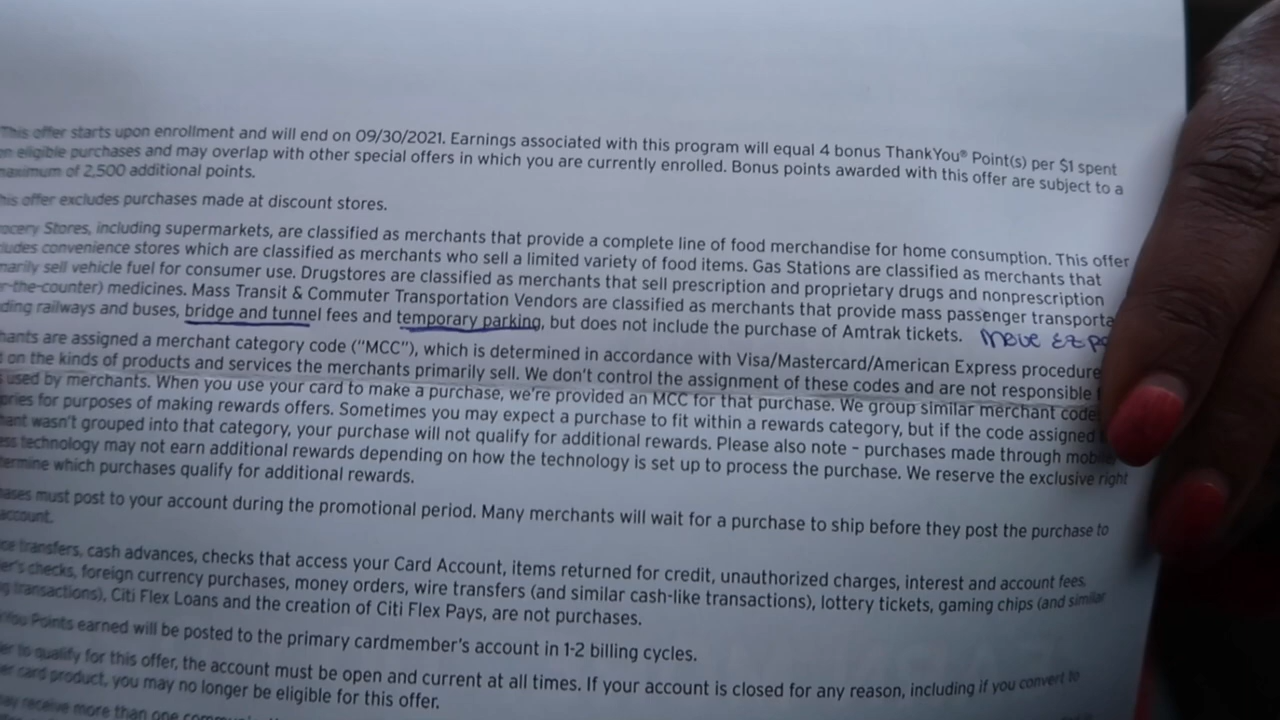 This offer starts upon enrollment and will end on 09/30/2021. Earnings associated with this program will equal 4 bonus ThankYou® Point(s) per $1 spent
on eligible purchases and may overlap with other special offers in which you are currently enrolled. Bonus points awarded with this offer are subject to a
maximum of 2,500 additional points.
his offer excludes purchases made at discount stores.
ocery Stores, including supermarkets, are classified as merchants that provide a complete line of food merchandise for home consumption. This offer
ludes convenience stores which are classified as merchants who sell a limited variety of food items. Gas Stations are classified as merchants that
marily sell vehicle fuel for consumer use. Drugstores are classified as merchants that sell prescription and proprietary drugs and nonprescription
r-the-counter) medicines. Mass Transit & Commuter Transportation Vendors are classified as merchants that provide mass passenger transporta
ding railways and buses, bridge and tunnel fees and temporary parking, but does not include the purchase of Amtrak tickets. move
hants are assigned a merchant category code ("MCC"), which is determined in accordance with Visa/Mastercard/American Express procedure
on the kinds of products and services the merchants primarily sell. We don't control the assignment of these codes and are not responsible
used by merchants. When you use your card to make a purchase, we're provided an MCC for that purchase. We group similar merchant code
ories for purposes of making rewards offers. Sometimes you may expect a purchase to fit within a rewards category, but if the code assigned
hant wasn't grouped into that category, your purchase will not qualify for additional rewards. Please also note – purchases made through mobile
ess technology may not earn additional rewards depending on how the technology is set up to process the purchase. We reserve the exclusive right
termine which purchases qualify for additional rewards.
hases must post to your account during the promotional period. Many merchants will wait for a purchase to ship before they post the purchase to
account.
ce transfers, cash advances, checks that access your Card Account, items returned for credit, unauthorized charges, interest and account fees,
er's checks, foreign currency purchases, money orders, wire transfers (and similar cash-like transactions), lottery tickets, gaming chips (and similar
g transactions), Citi Flex Loans and the creation of Citi Flex Pays, are not purchases.
You Points earned will be posted to the primary cardmember's account in 1-2 billing cycles.
er to qualify for this offer, the account must be open and current at all times. If your account is closed for any reason, including if you convert to
er card product, you may no longer be eligible for this offer.
may receive more than one